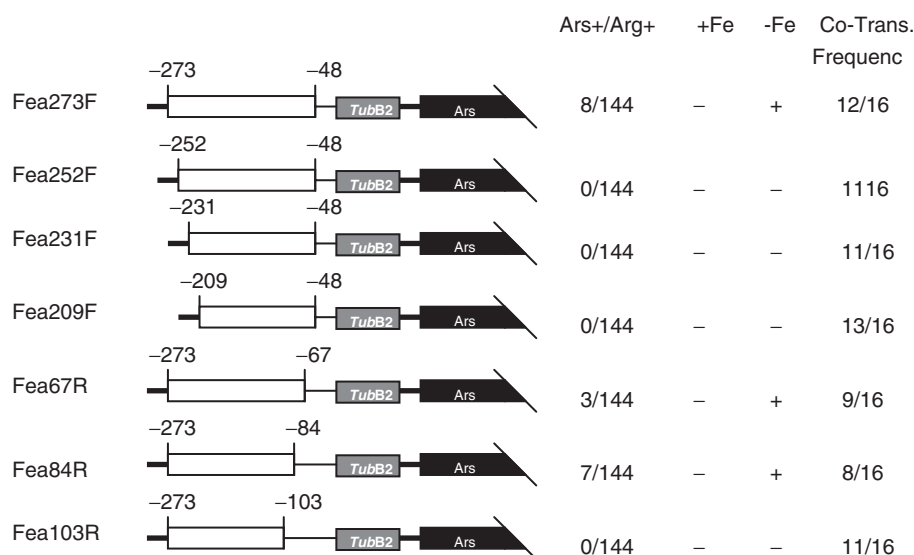 Ars+/Arg+ +Fe -Fe Co-Trans.
Frequenc
−273 −48
Fea273F TubB2 Ars 8/144 − + 12/16
−252 −48
Fea252F TubB2 Ars 0/144 − − 1116
−231 −48
Fea231F TubB2 Ars 0/144 − − 11/16
−209 −48
Fea209F TubB2 Ars 0/144 − − 13/16
−273 −67
Fea67R TubB2 Ars 3/144 − + 9/16
−273 −84
Fea84R TubB2 Ars 7/144 − + 8/16
−273 −103
Fea103R TubB2 Ars 0/144 − − 11/16